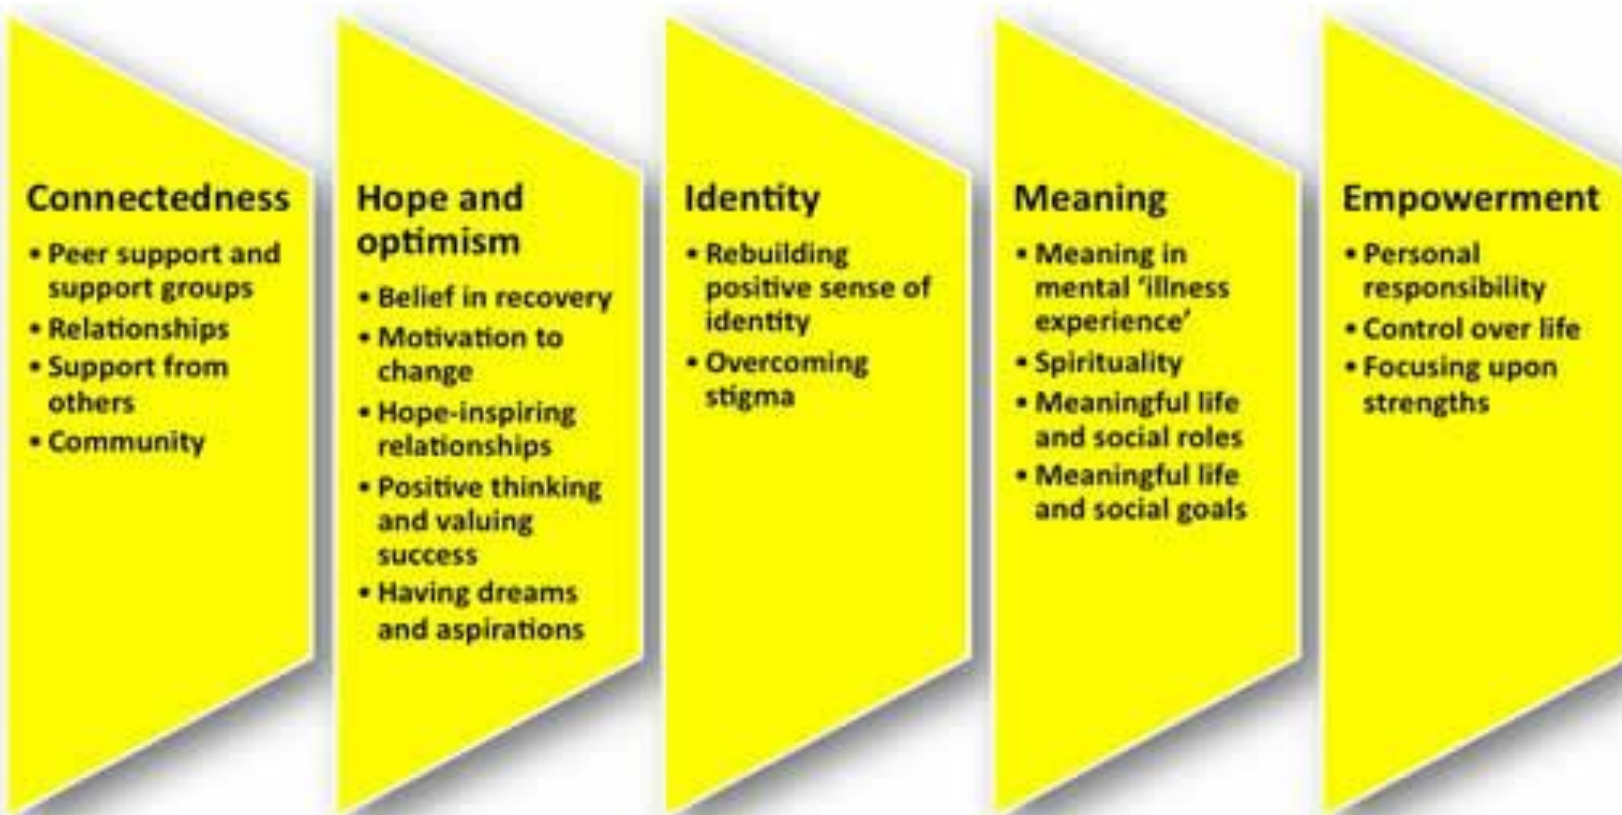 Connectedness
• Peer support and
support groups
• Relationships
• Support from
others
• Community
Hope and
optimism
• Belief in recovery
• Motivation to
change
• Hope-inspiring
relationships
• Positive thinking
and valuing
success
• Having dreams
and aspirations
Identity
• Rebuilding
positive sense of
identity
• Overcoming
stigma
Meaning
• Meaning in
mental ‘illness
experience’
• Spirituality
• Meaningful life
and social roles
• Meaningful life
and social goals
Empowerment
• Personal
responsibility
• Control over life
• Focusing upon
strengths